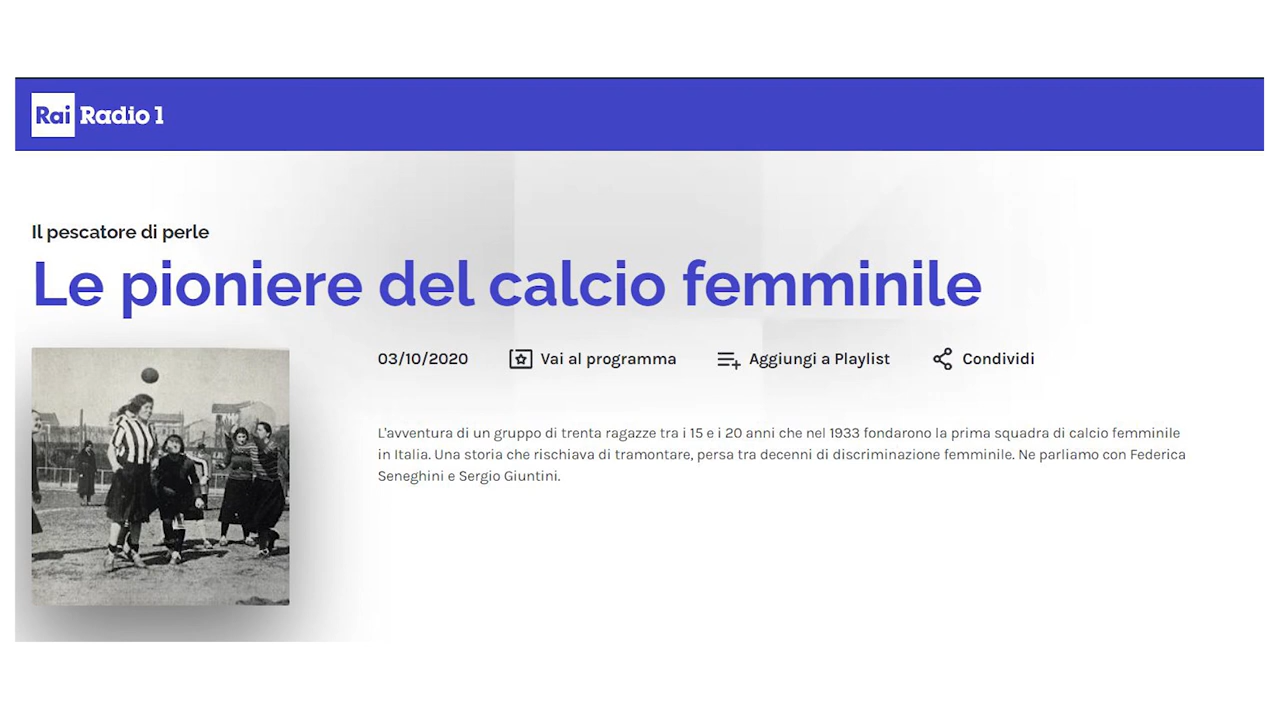 Rai Radio 1
Il pescatore di perle
Le pioniere del calcio femminile
03/10/2020 Vai al programma Aggiungi a Playlist Condividi
L'avventura di un gruppo di trenta ragazze tra i 15 e i 20 anni che nel 1933 fondarono la prima squadra di calcio femminile
in Italia. Una storia che rischiava di tramontare, persa tra decenni di discriminazione femminile. Ne parliamo con Federica
Seneghini e Sergio Giuntini.